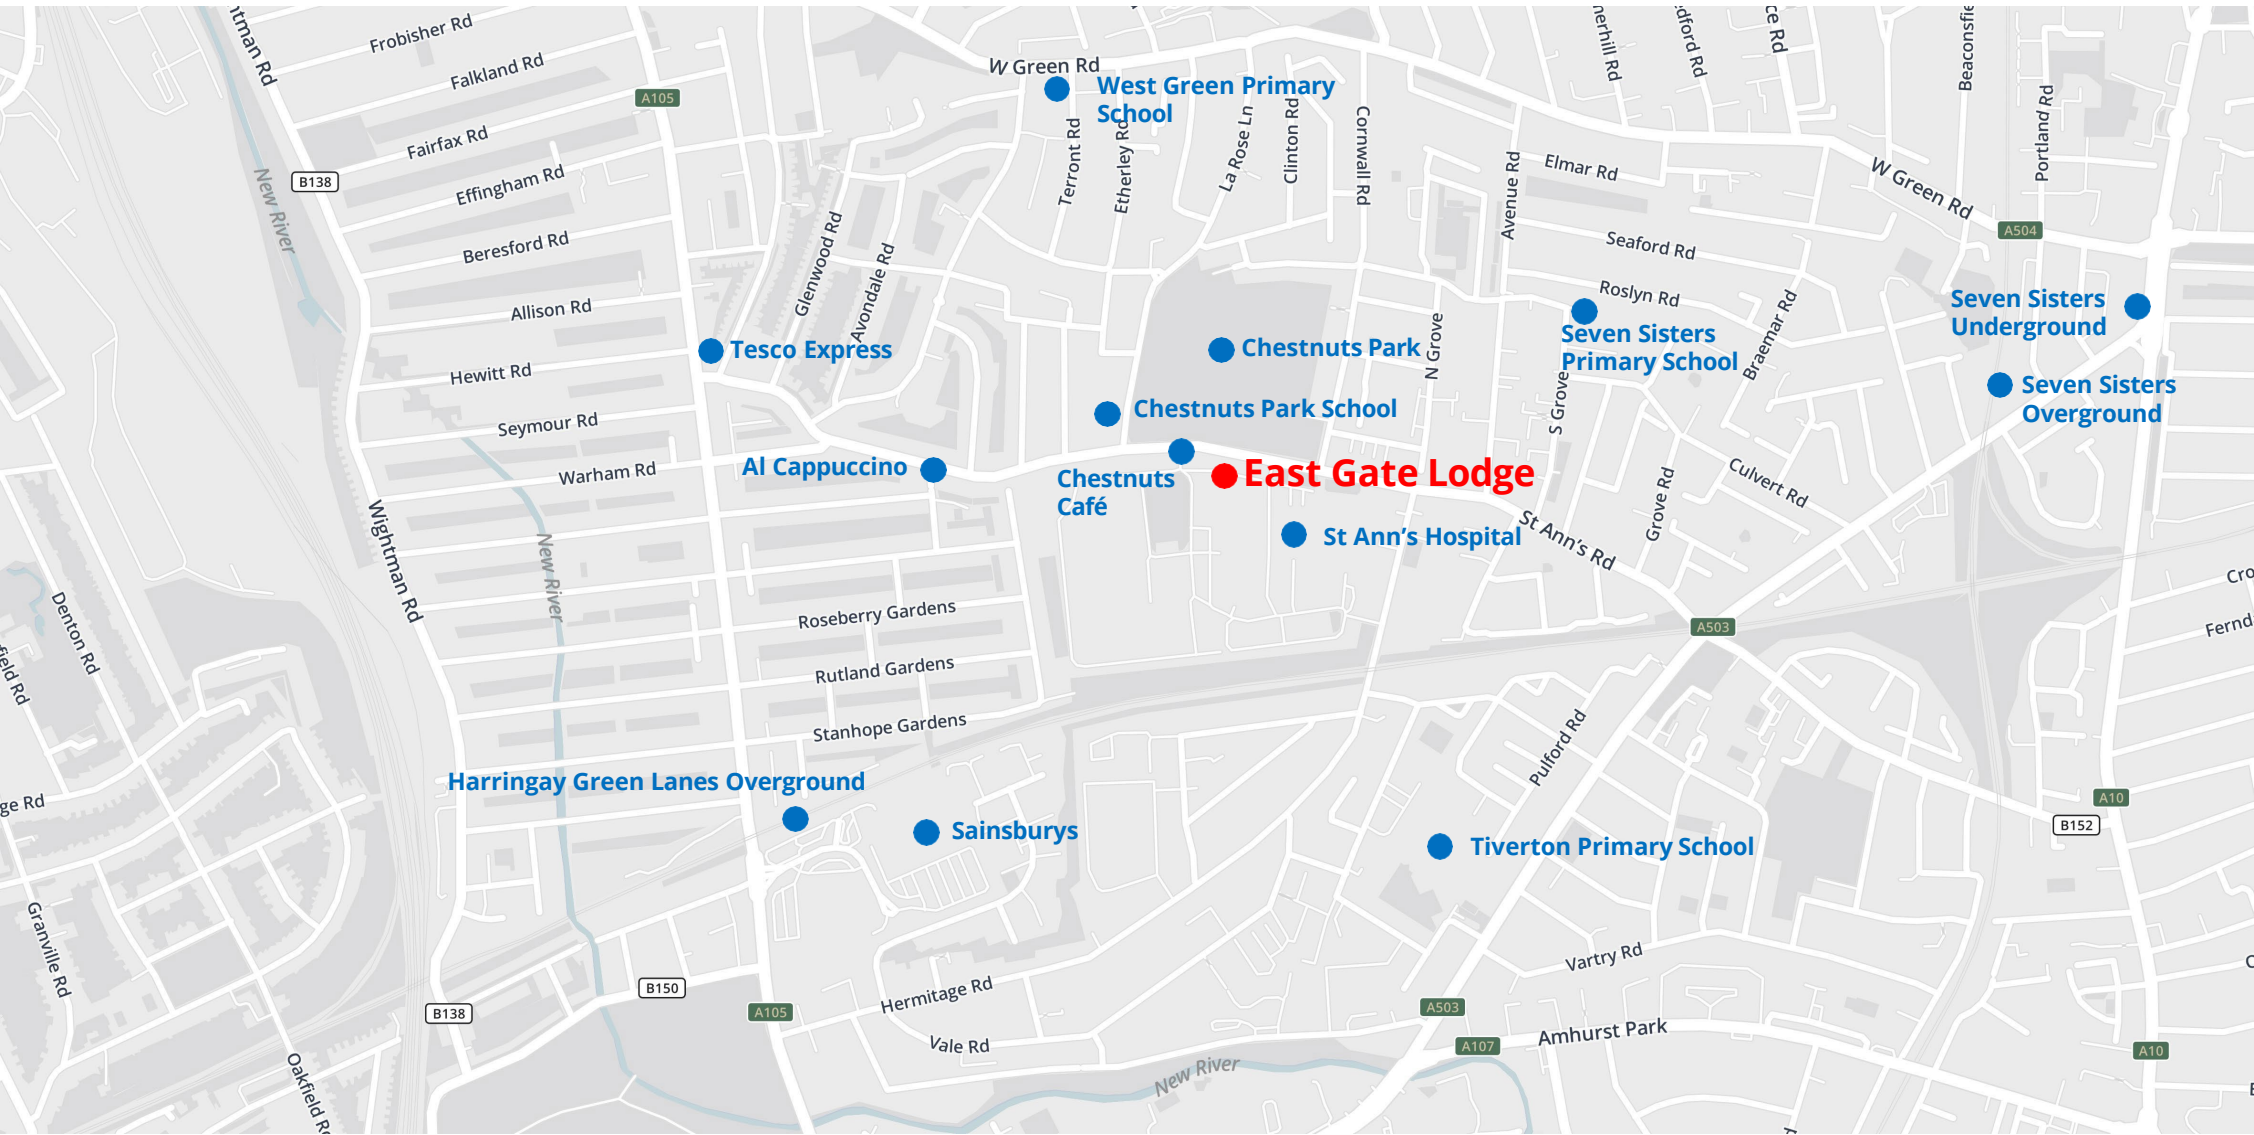 Frobisher Rd
W Green Rd
Falkland Rd
A105
West Green Primary
School
Fairfax Rd
B138
Effingham Rd
New River
Terront Rd
Etherley Rd
La Rose Ln
Clinton Rd
Cornwall Rd
Avenue Rd
Elmar Rd
Portland Rd
W Green Rd
A504
Beresford Rd
Glenwood Rd
Avondale Rd
Seaford Rd
Roslyn Rd
Allison Rd
Seven Sisters
Underground
Seven Sisters
Primary School
Braemar Rd
Tesco Express
Chestnuts Park
N Grove
Hewitt Rd
Seven Sisters
Overground
Chestnuts Park School
S Grove
Seymour Rd
Warham Rd
Al Cappuccino
Chestnuts
Café
East Gate Lodge
Culvert Rd
Grove Rd
Wightman Rd
New River
St Ann's Hospital
St Ann's Rd
Denton Rd
Roseberry Gardens
A503
Rutland Gardens
Stanhope Gardens
Pulford Rd
Harringay Green Lanes Overground
A10
B152
Sainsburys
Tiverton Primary School
Granville Rd
Vartry Rd
B150
Hermitage Rd
B138
A105
A503
Vale Rd
A107
Amhurst Park
A10
New River
Oakfield Rd